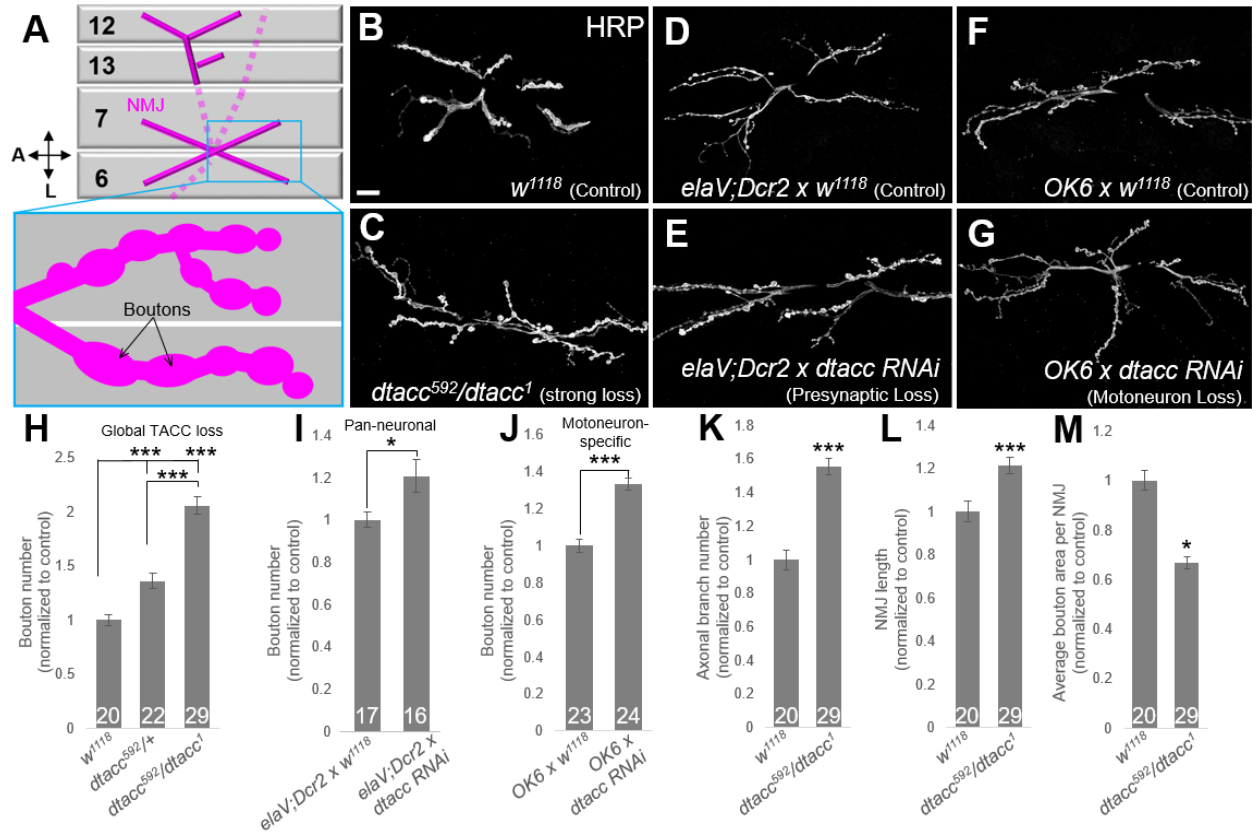 A
12
13
7
6
NMJ
A
L
Boutons
B
HRP
w1118 (Control)
C
dtacc592/dtacc1 (strong loss)
D
elaV;Dcr2 x w1118 (Control)
E
elaV;Dcr2 x dtacc RNAi
(Presynaptic Loss)
F
OK6 x w1118 (Control)
G
OK6 x dtacc RNAi
(Motoneuron Loss)
H
Global TACC loss
***
***
***
Bouton number
(normalized to control)
2.5
2
1.5
1
0.5
0
20
22
29
w1118
dtacc592/+
dtacc592/dtacc1
I
Pan-neuronal
*
Bouton number
(normalized to control)
1.4
1.2
1
0.8
0.6
0.4
0.2
0
17
16
elaV;Dcr2 x w1118
elaV;Dcr2 x
dtacc RNAi
J
Motoneuron-
specific
***
Bouton number
(normalized to control)
1.6
1.4
1.2
1
0.8
0.6
0.4
0.2
0
23
24
OK6 x w1118
OK6 x
dtacc RNAi
K
***
Axonal branch number
(normalized to control)
1.8
1.6
1.4
1.2
1
0.8
0.6
0.4
0.2
0
20
29
w1118
dtacc592/dtacc1
L
***
NMJ length
(normalized to control)
1.4
1.2
1
0.8
0.6
0.4
0.2
0
20
29
w1118
dtacc592/dtacc1
M
*
Average bouton area per NMJ
(normalized to control)
1.2
1
0.8
0.6
0.4
0.2
0
20
29
w1118
dtacc592/dtacc1